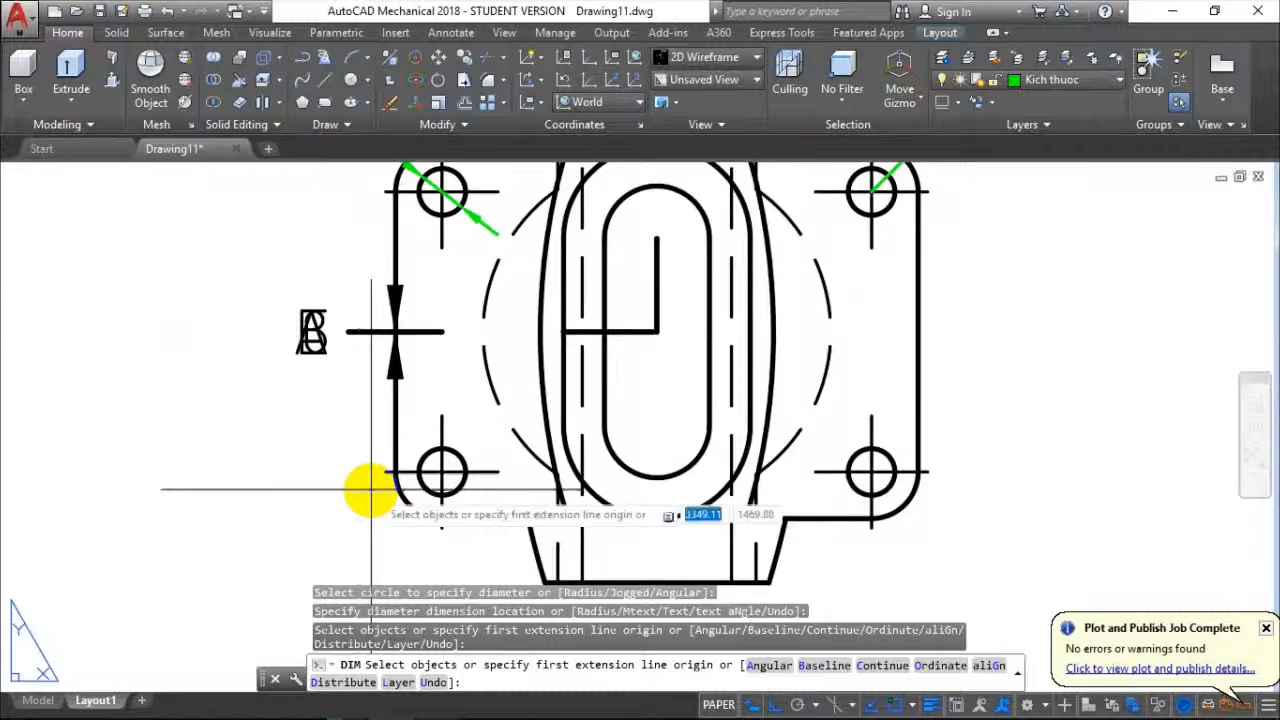 AutoCAD Mechanical 2018 - STUDENT VERSION Drawing11.dwg
Type a keyword or phrase
Sign In
Home Solid Surface Mesh Visualize Parametric Insert Annotate View Manage Output Add-ins A360 Express Tools Featured Apps Layout
Box
Extrude
Smooth
Object
World
2D Wireframe
Unsaved View
Culling
No Filter
Move
Gizmo
Kich thuoc
Group
Base
Modeling Mesh Solid Editing Draw Modify Coordinates View Selection Layers Groups View
Start Drawing11*
Select objects or specify first extension line origin or 3349.11 1469.88
Select circle to specify diameter or [Radius/Jogged/Angular]:
Specify diameter dimension location or [Radius/Mtext/Text/text aNgle/Undo]:
Select objects or specify first extension line origin or [Angular/Baseline/Continue/Ordinate/aliGn/
Distribute/Layer/Undo]:
DIM Select objects or specify first extension line origin or [Angular Baseline Continue Ordinate aliGn
Distribute Layer Undo]:
Plot and Publish Job Complete
No errors or warnings found
Click to view plot and publish details...
Y
X
Model Layout1
PAPER